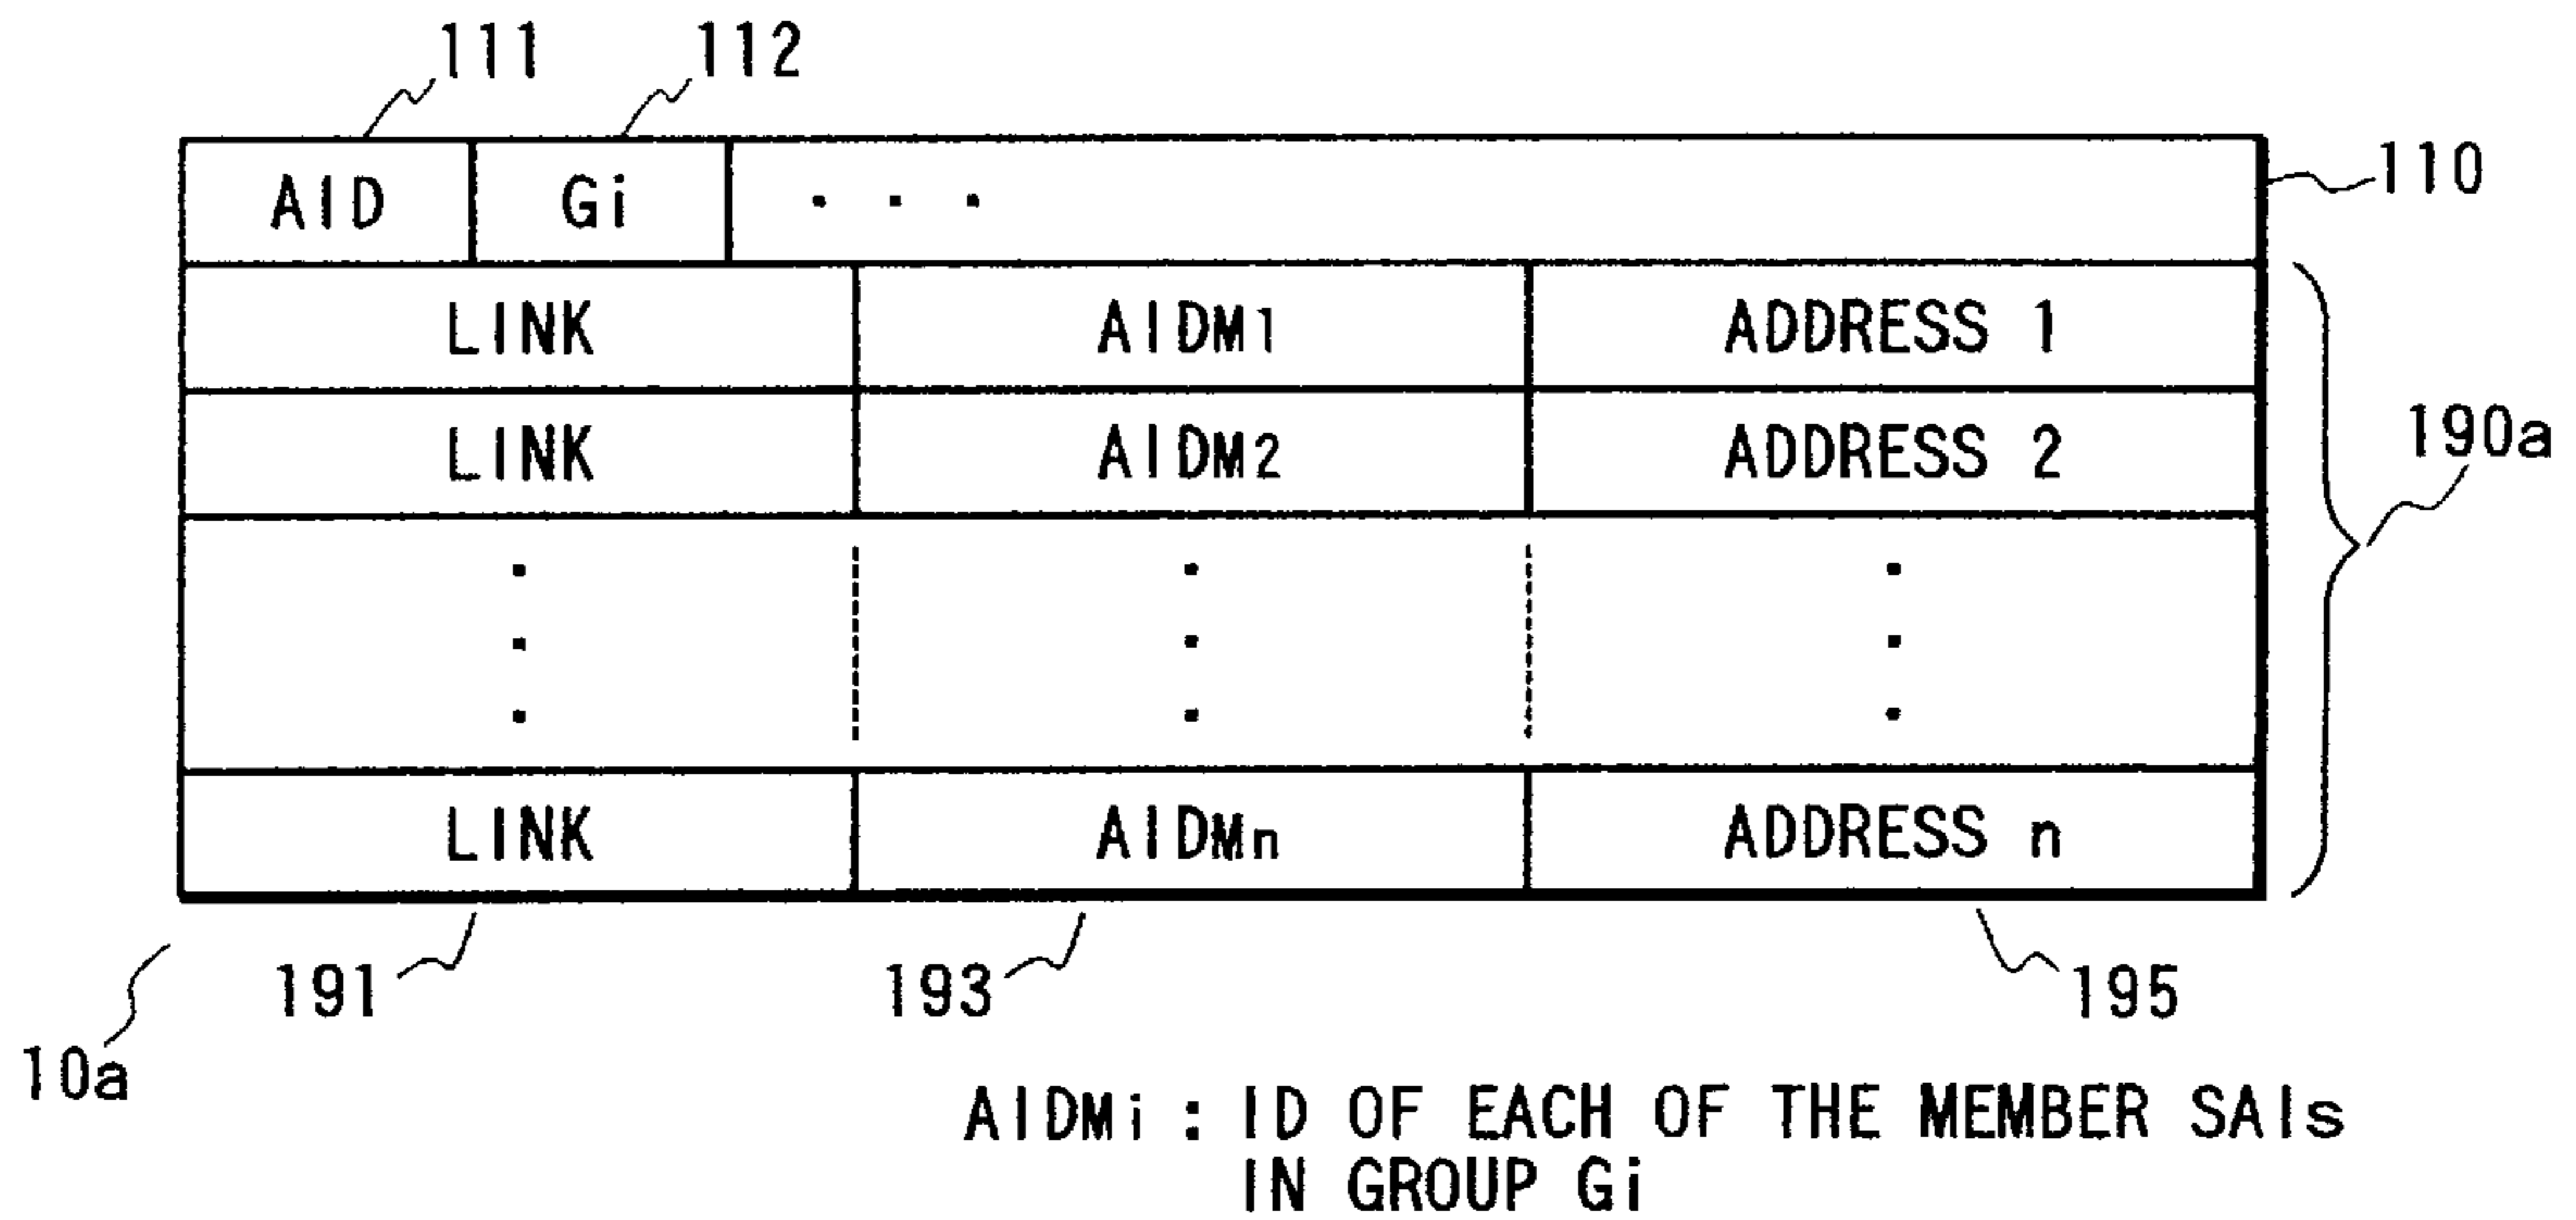 111 112
AID Gi . . . 110
LINK AIDM1 ADDRESS 1
LINK AIDM2 ADDRESS 2
190a
LINK AIDMn ADDRESS n
191 193 195
10a
AIDMi : ID OF EACH OF THE MEMBER SAIs
IN GROUP Gi